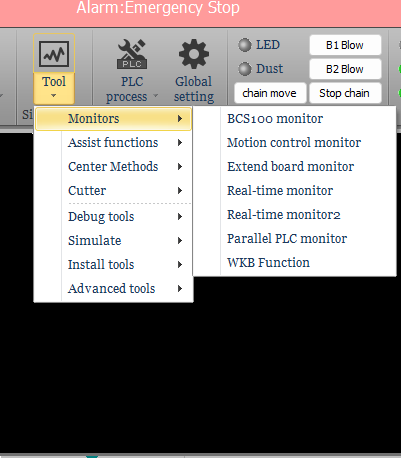 Alarm:Emergency Stop
LED
B1 Blow
Dust
B2 Blow
Tool
PLC
PLC
process
Global
setting
chain move
Stop chain
Monitors
Assist functions
Center Methods
Cutter
Debug tools
Simulate
Install tools
Advanced tools
BCS100 monitor
Motion control monitor
Extend board monitor
Real-time monitor
Real-time monitor2
Parallel PLC monitor
WKB Function